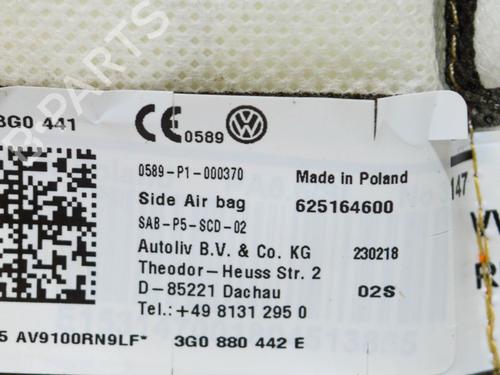 3G0 441
CE 0589
0589-P1-000370
Made in Poland
Side Air bag
625164600
SAB-P5-SCD-02
Autoliv B.V. & Co. KG
230218
Theodor-Heuss Str. 2
D-85221 Dachau
02S
Tel.:+49 8131 295 0
5 AV9100RN9LF*
3G0 880 442 E
147